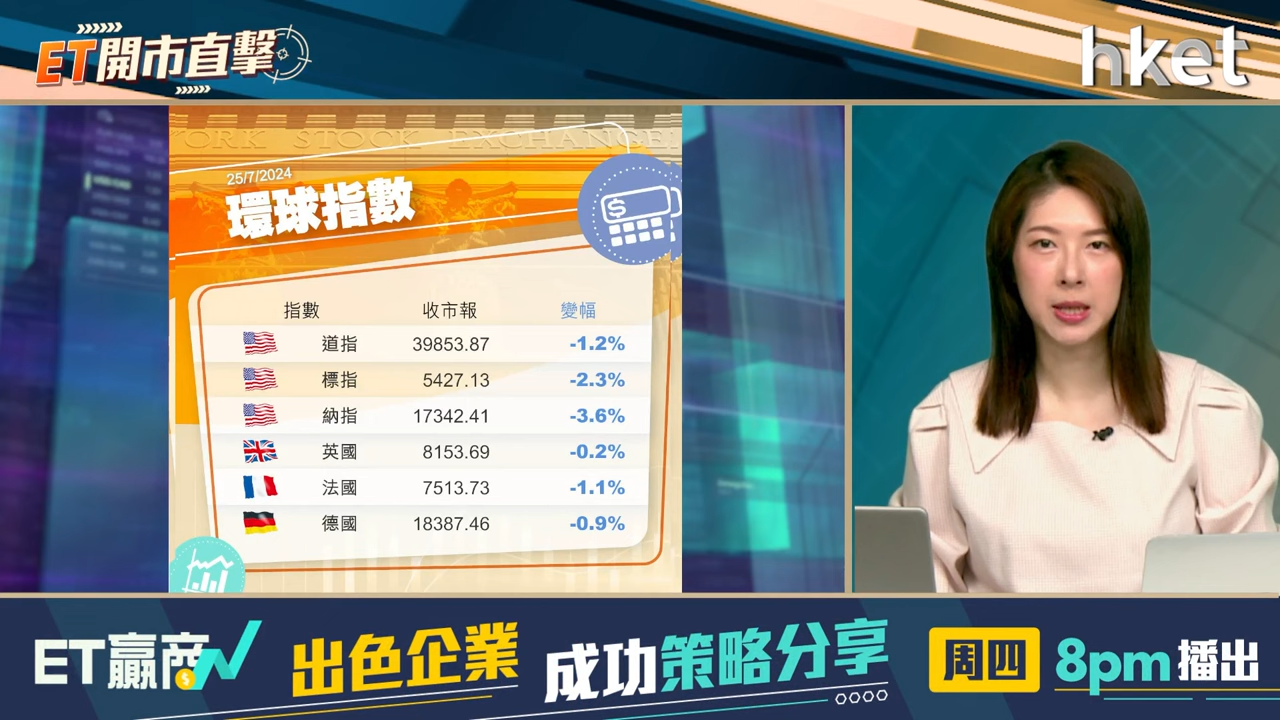 ET開市直擊
hket
YORK STOCK EXCHANGE
25/7/2024
環球指數
指數 收市報 變幅
道指 39853.87 -1.2%
標指 5427.13 -2.3%
納指 17342.41 -3.6%
英國 8153.69 -0.2%
法國 7513.73 -1.1%
德國 18387.46 -0.9%
ET贏商
出色企業 成功策略分享
周四 8pm 播出